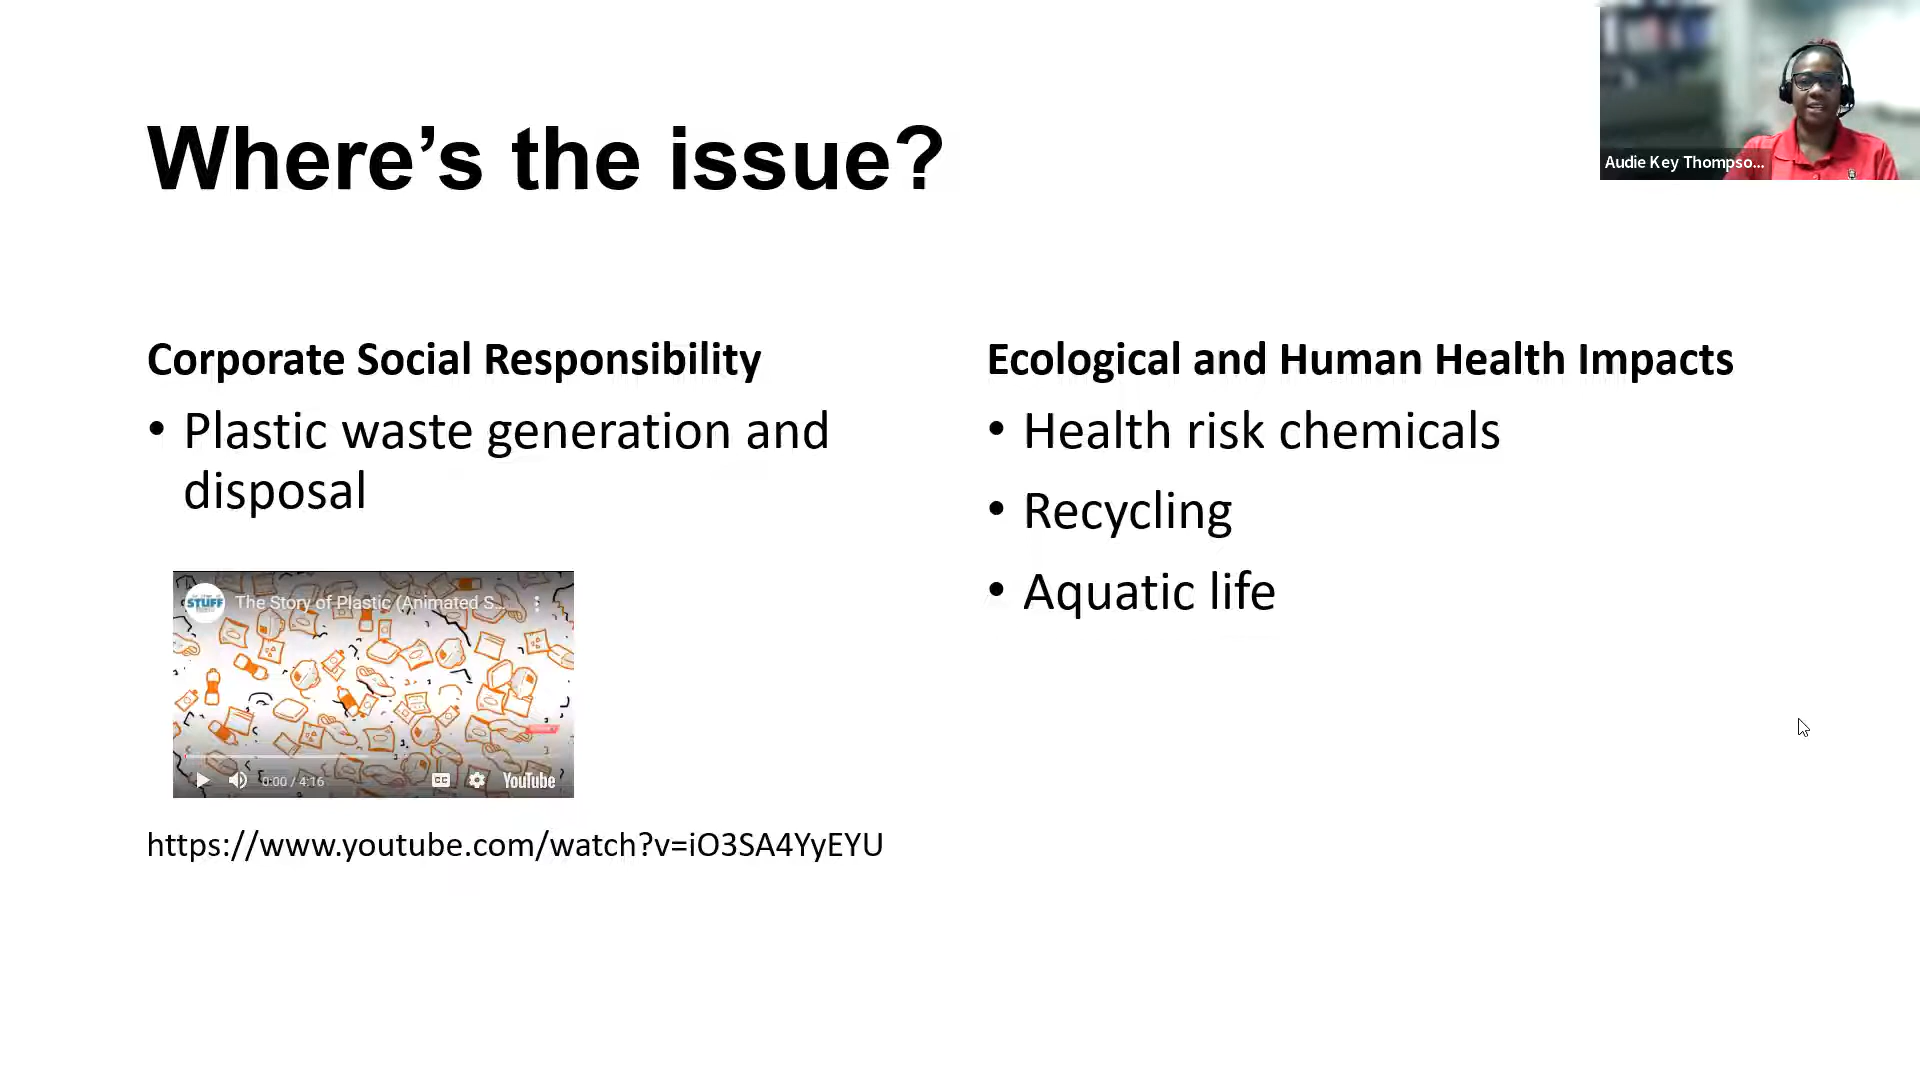 Audie Key Thompso...
Where’s the issue?
Corporate Social Responsibility
• Plastic waste generation and
disposal
STUFF
The Story of Plastic (Animated S...
0:00 / 4:16
CC
YouTube
https://www.youtube.com/watch?v=iO3SA4YyEYU
Ecological and Human Health Impacts
• Health risk chemicals
• Recycling
• Aquatic life